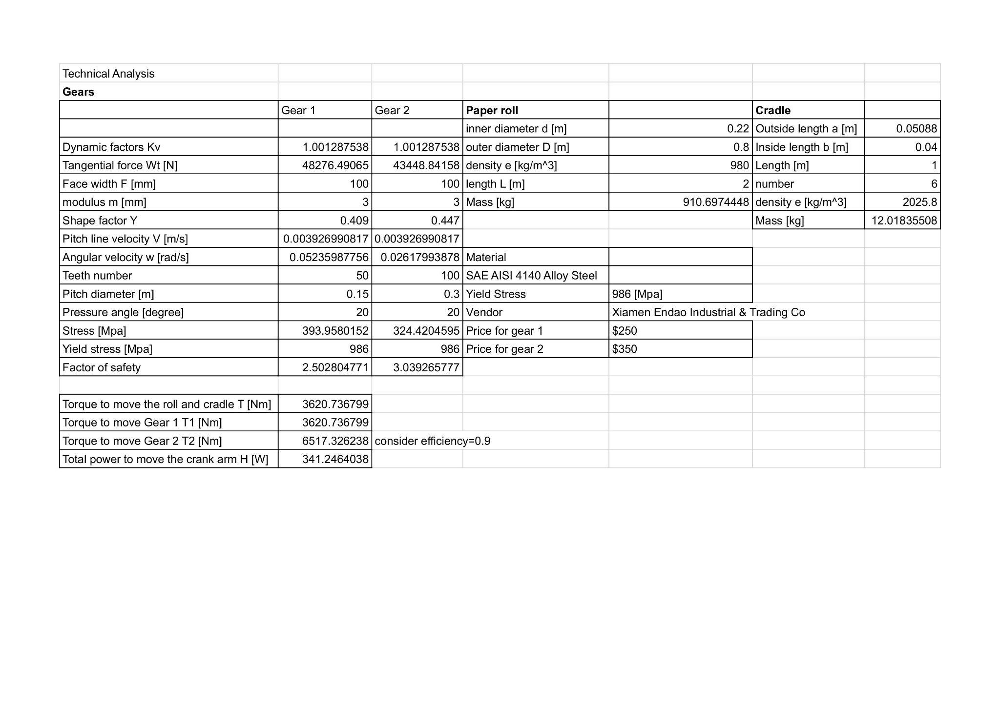 Technical Analysis
Gears
Gear 1 Gear 2 Paper roll Cradle
inner diameter d [m] 0.22 Outside length a [m] 0.05088
Dynamic factors Kv 1.001287538 1.001287538 outer diameter D [m] 0.8 Inside length b [m] 0.04
Tangential force Wt [N] 48276.49065 43448.84158 density e [kg/m^3] 980 Length [m] 1
Face width F [mm] 100 100 length L [m] 2 number 6
modulus m [mm] 3 3 Mass [kg] 910.6974448 density e [kg/m^3] 2025.8
Shape factor Y 0.409 0.447 Mass [kg] 12.01835508
Pitch line velocity V [m/s] 0.003926990817 0.003926990817
Angular velocity w [rad/s] 0.05235987756 0.02617993878 Material
Teeth number 50 100 SAE AISI 4140 Alloy Steel
Pitch diameter [m] 0.15 0.3 Yield Stress 986 [Mpa]
Pressure angle [degree] 20 20 Vendor Xiamen Endao Industrial & Trading Co
Stress [Mpa] 393.9580152 324.4204595 Price for gear 1 $250
Yield stress [Mpa] 986 986 Price for gear 2 $350
Factor of safety 2.502804771 3.039265777
Torque to move the roll and cradle T [Nm] 3620.736799
Torque to move Gear 1 T1 [Nm] 3620.736799
Torque to move Gear 2 T2 [Nm] 6517.326238 consider efficiency=0.9
Total power to move the crank arm H [W] 341.2464038